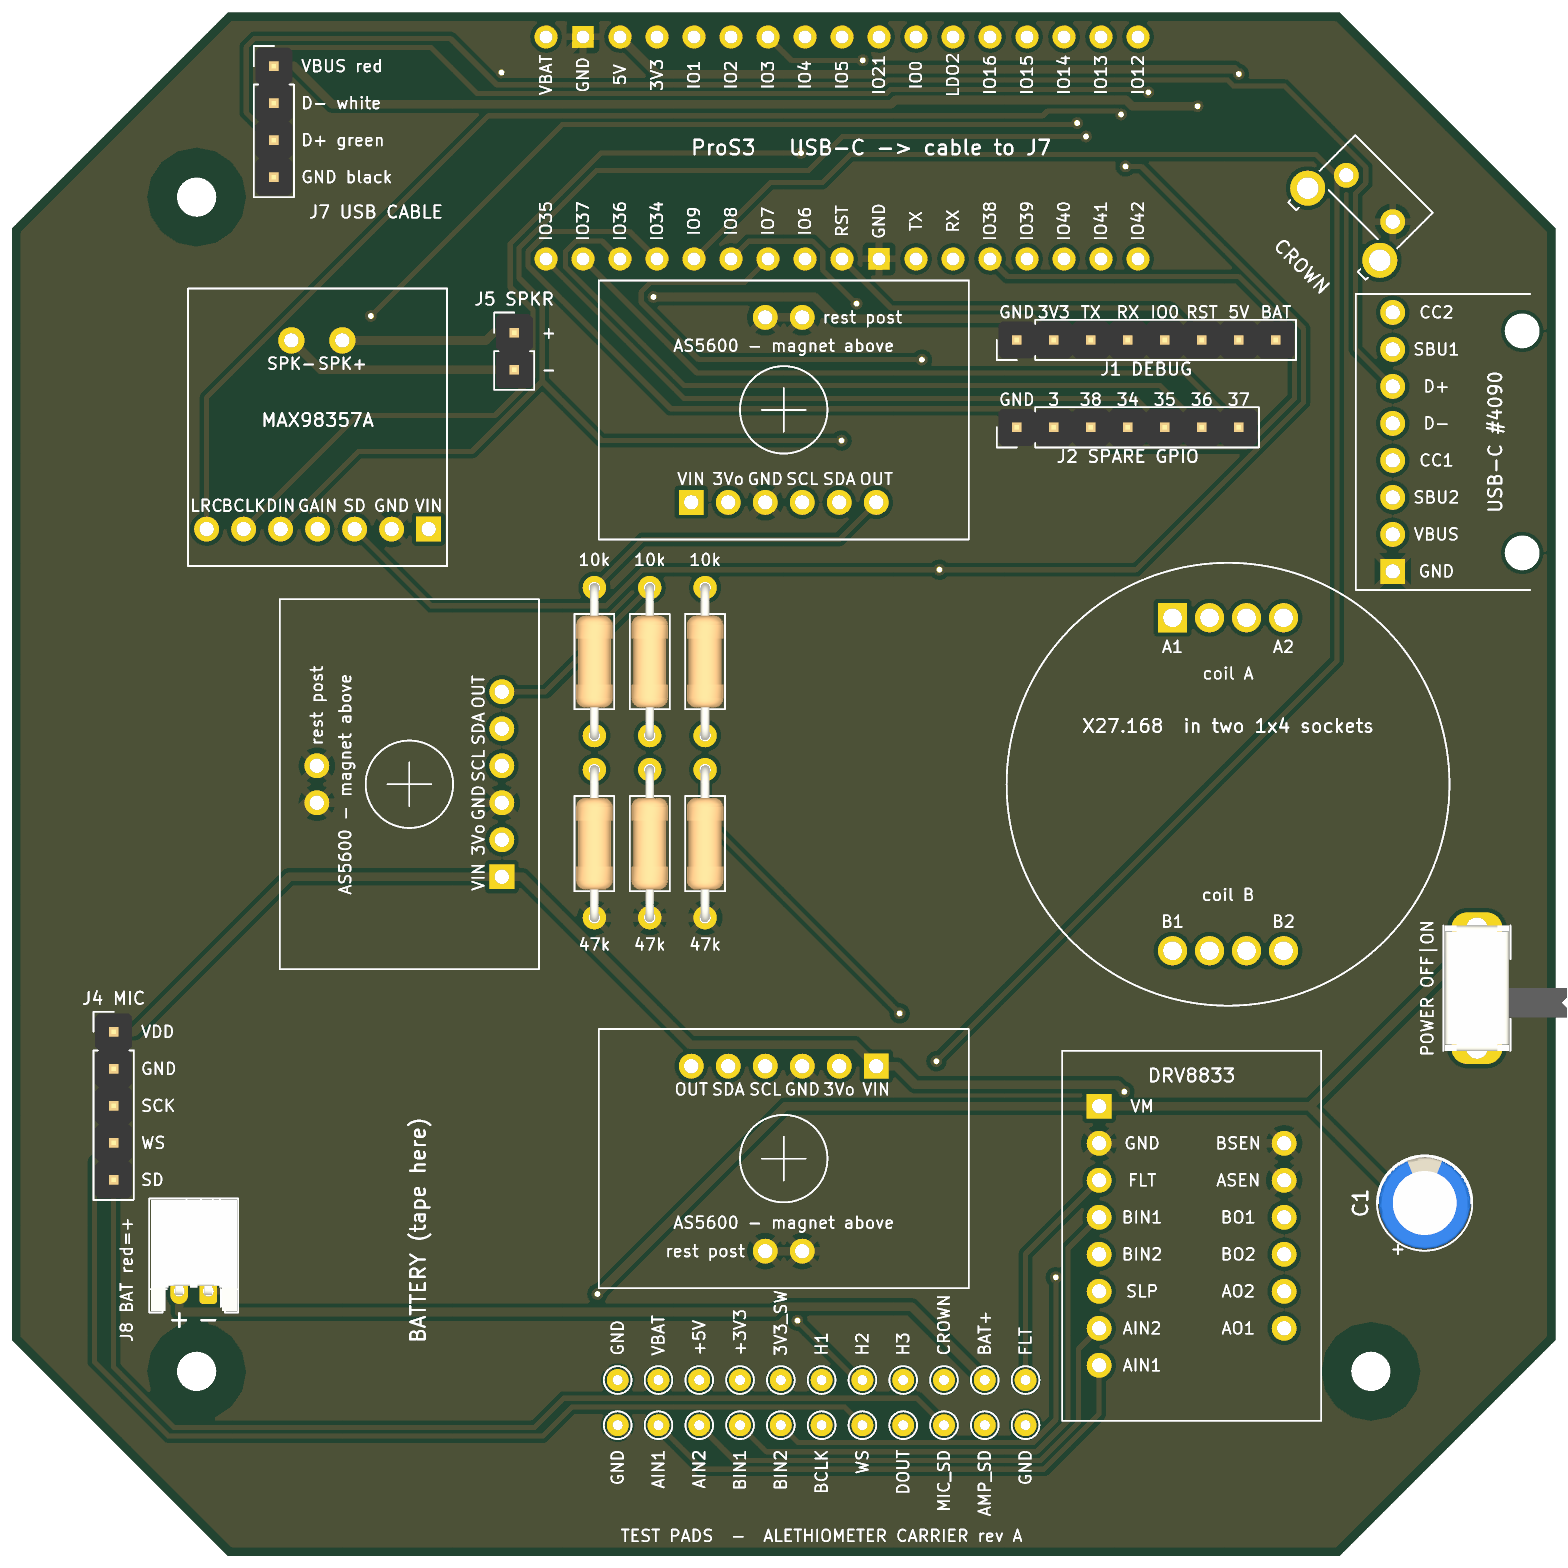 VBAT
GND
5V
3V3
IO1
IO2
IO3
IO4
IO5
IO21
IO0
LDO2
IO16
IO15
IO14
IO13
IO12
VBUS red
D- white
D+ green
GND black
J7 USB CABLE
ProS3 USB-C -> cable to J7
IO35
IO37
IO36
IO34
IO9
IO8
IO7
IO6
RST
GND
TX
RX
IO38
IO39
IO40
IO41
IO42
CROWN
J5 SPKR
+
-
SPK- SPK+
MAX98357A
LRC BCLK DIN GAIN SD GND VIN
rest post
AS5600 - magnet above
VIN 3Vo GND SCL SDA OUT
GND 3V3 TX RX IO0 RST 5V BAT
J1 DEBUG
GND 3 38 34 35 36 37
J2 SPARE GPIO
CC2
SBU1
D+
D-
CC1
SBU2
VBUS
GND
USB-C #4090
10k 10k 10k
47k 47k 47k
rest post
AS5600 - magnet above
VIN 3Vo GND SCL SDA OUT
A1 A2
coil A
X27.168 in two 1x4 sockets
coil B
B1 B2
POWER OFF|ON
J4 MIC
VDD
GND
SCK
WS
SD
J8 BAT red=+
+ -
BATTERY (tape here)
OUT SDA SCL GND 3Vo VIN
AS5600 - magnet above
rest post
DRV8833
VM
GND
FLT
BIN1
BIN2
SLP
AIN2
AIN1
BSEN
ASEN
BO1
BO2
AO2
AO1
C1
+
GND
VBAT
+5V
+3V3
3V3_SW
H1
H2
H3
CROWN
BAT+
FLT
GND
AIN1
AIN2
BIN1
BIN2
BCLK
WS
DOUT
MIC_SD
AMP_SD
GND
TEST PADS - ALETHIOMETER CARRIER rev A